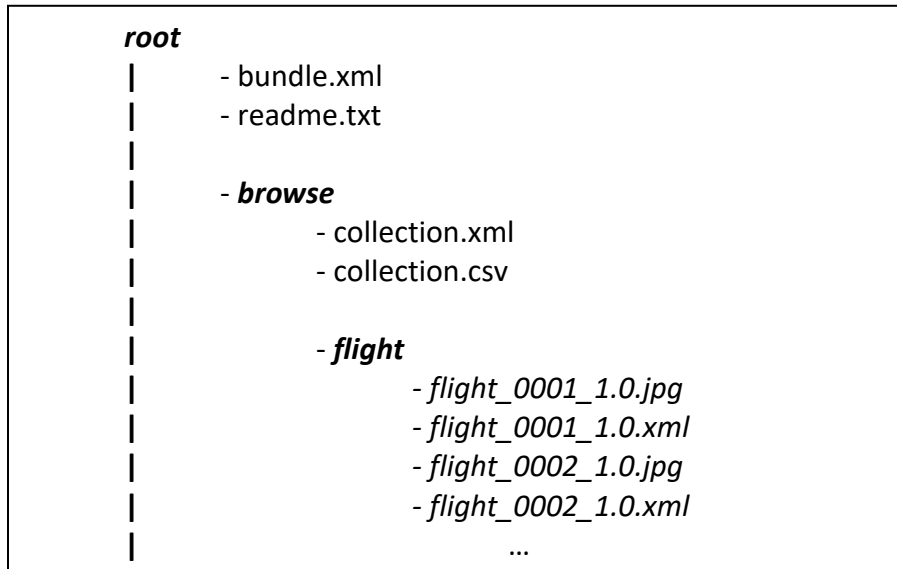 root
| - bundle.xml
| - readme.txt
|
| - browse
| - collection.xml
| - collection.csv
|
| - flight
| - flight_0001_1.0.jpg
| - flight_0001_1.0.xml
| - flight_0002_1.0.jpg
| - flight_0002_1.0.xml
| …